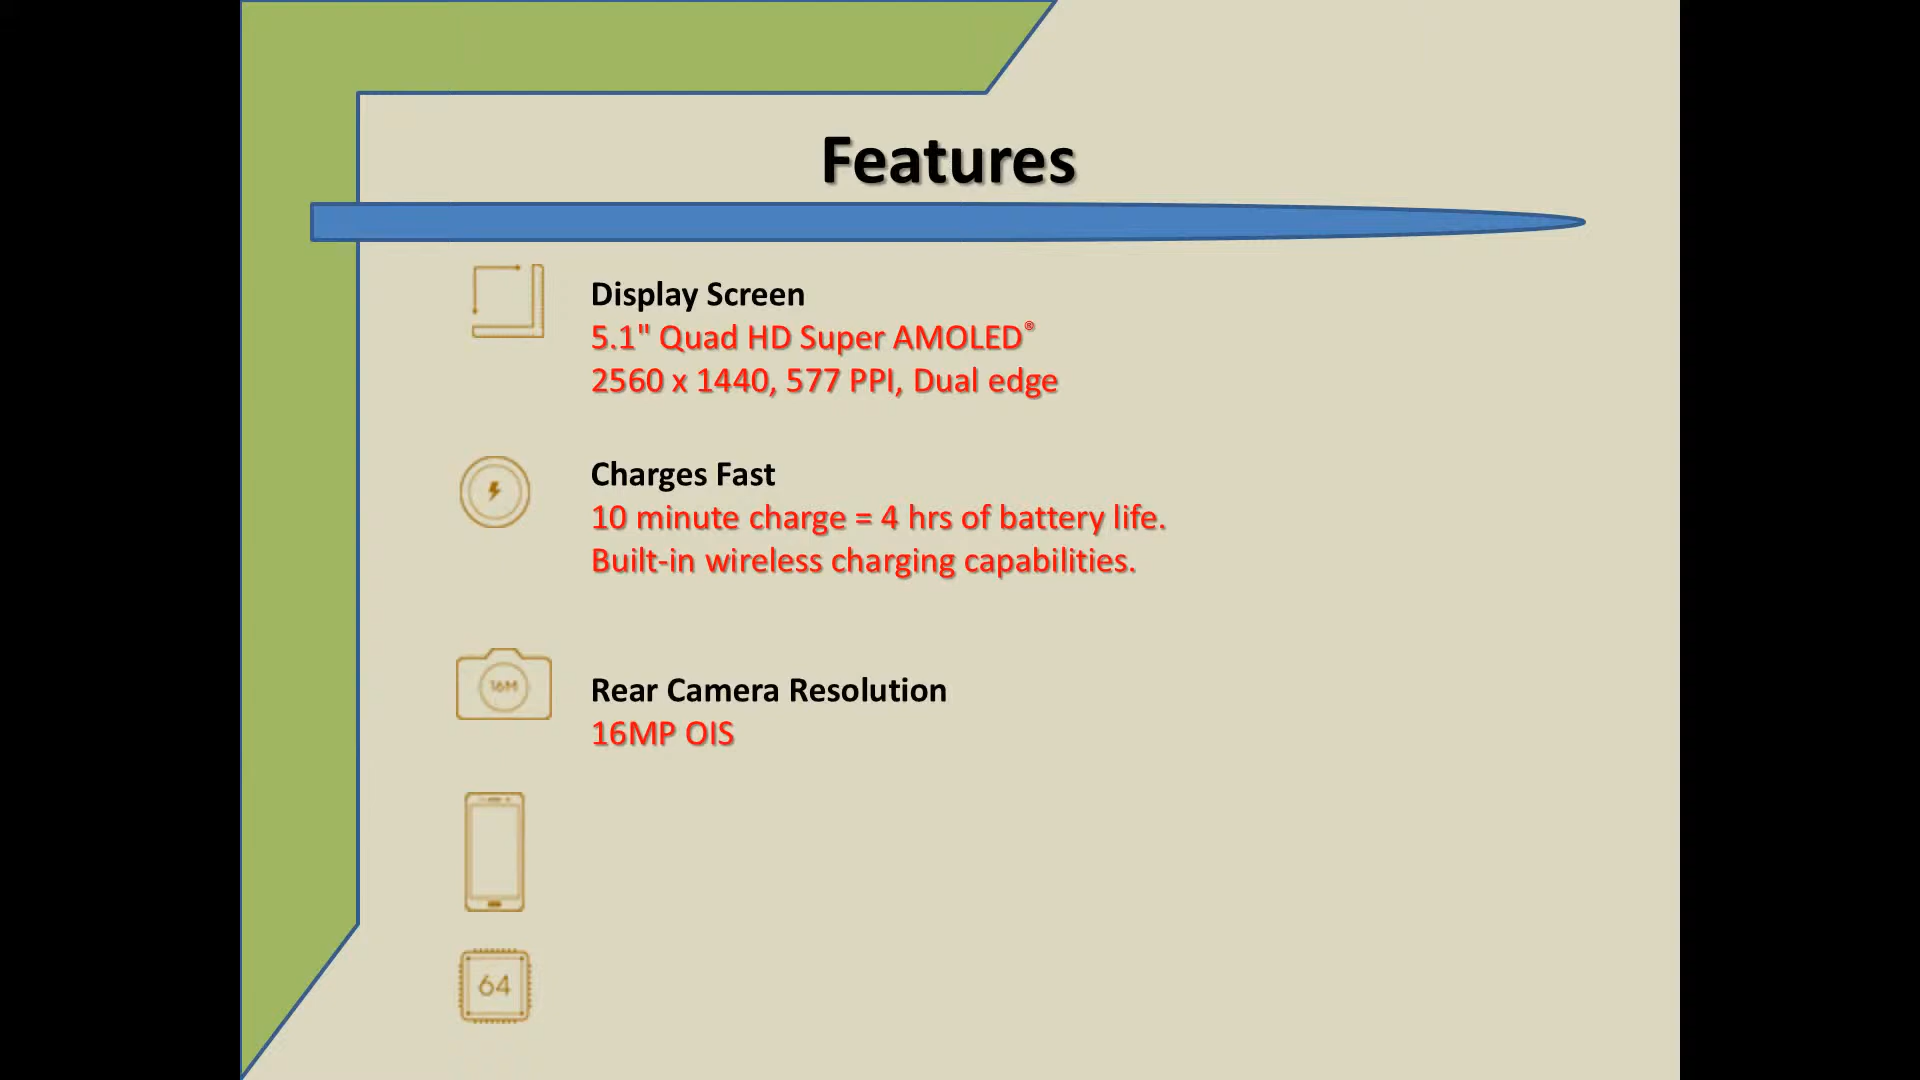 Features
Display Screen
5.1" Quad HD Super AMOLED®
2560 x 1440, 577 PPI, Dual edge
Charges Fast
10 minute charge = 4 hrs of battery life.
Built-in wireless charging capabilities.
16M
Rear Camera Resolution
16MP OIS
64